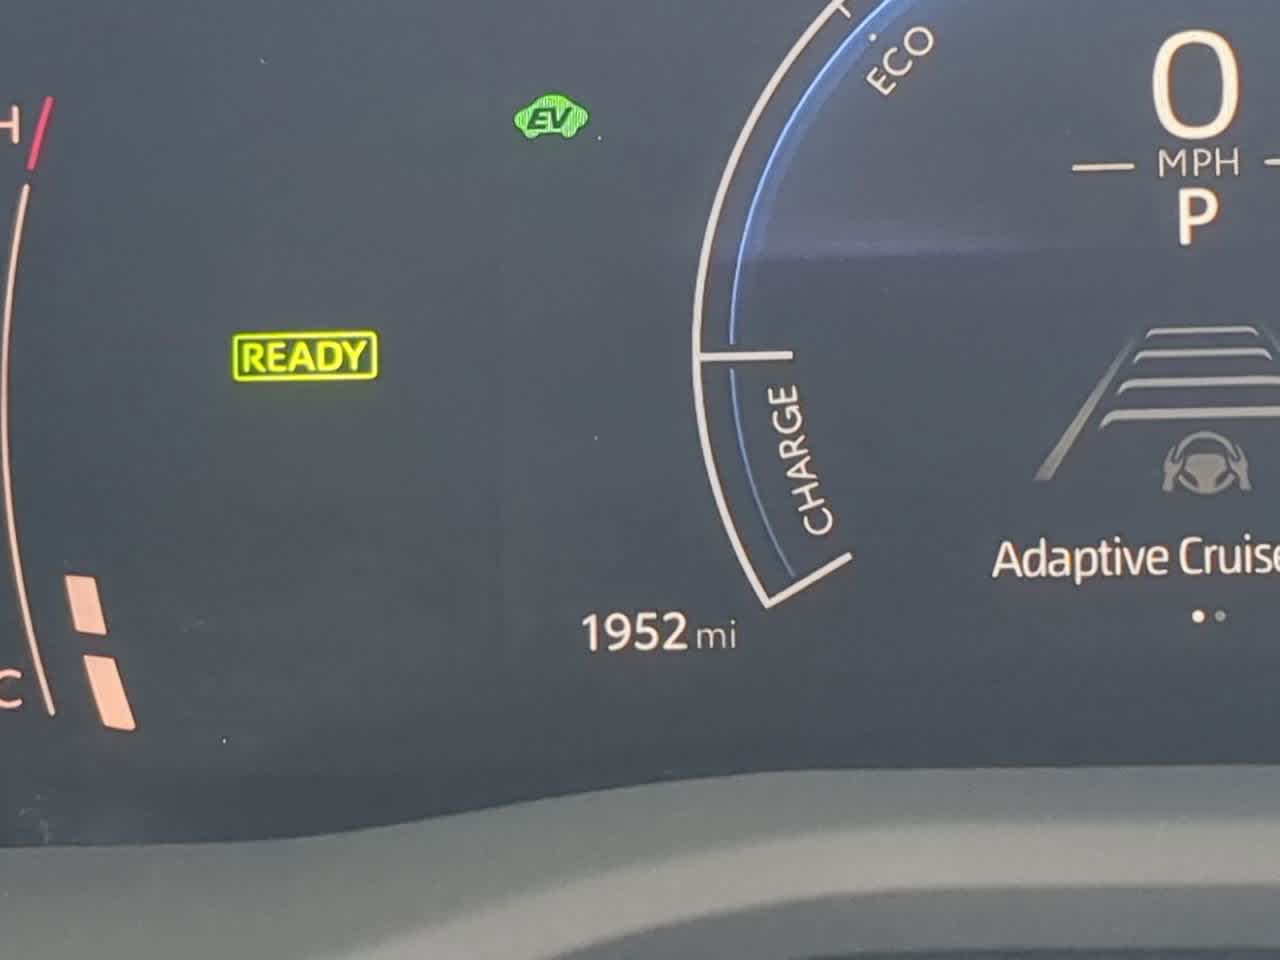 H
EV
ECO
0
MPH
P
READY
CHARGE
Adaptive Cruise
1952 mi
C